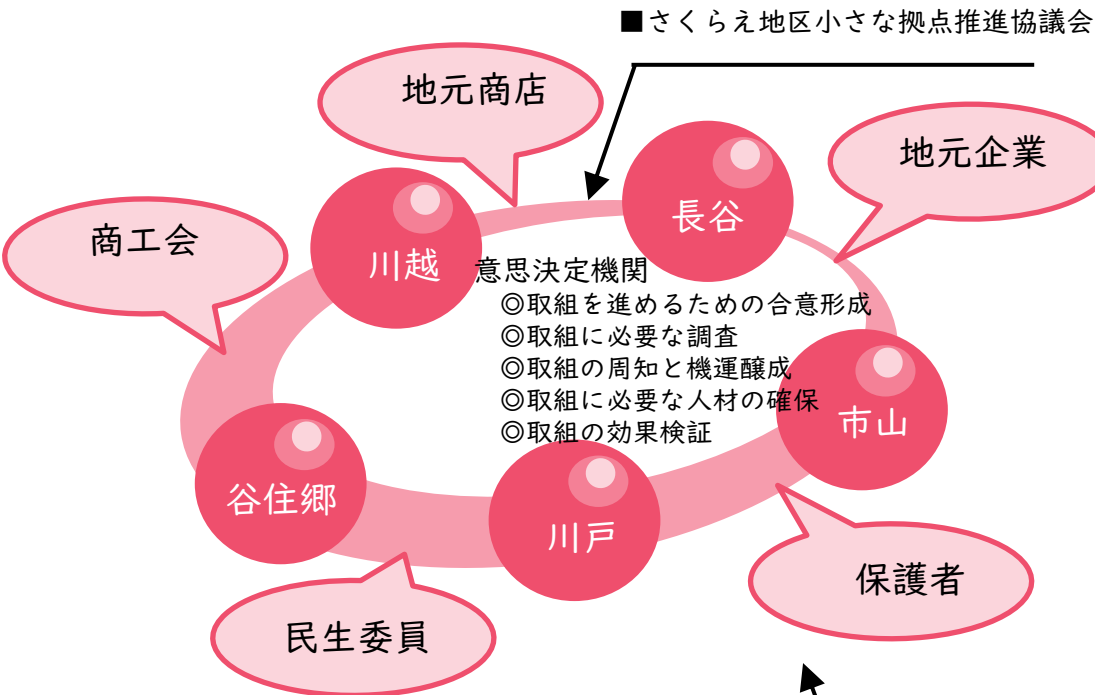 ■さくらえ地区小さな拠点推進協議会
地元商店
地元企業
長谷
商工会
川越
意思決定機関
◎取組を進めるための合意形成
◎取組に必要な調査
◎取組の周知と機運醸成
◎取組に必要な人材の確保
◎取組の効果検証
市山
谷住郷
川戸
保護者
民生委員